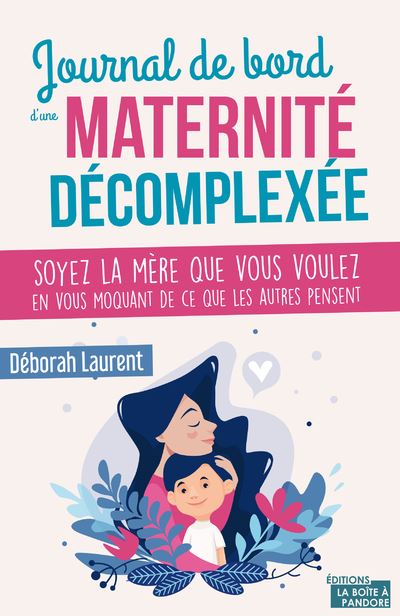 Journal de bord
d'une MATERNITÉ
DÉCOMPLEXÉE
SOYEZ LA MÈRE QUE VOUS VOULEZ
EN VOUS MOQUANT DE CE QUE LES AUTRES PENSENT
Déborah Laurent
ÉDITIONS
LA BOÎTE À
PANDORE